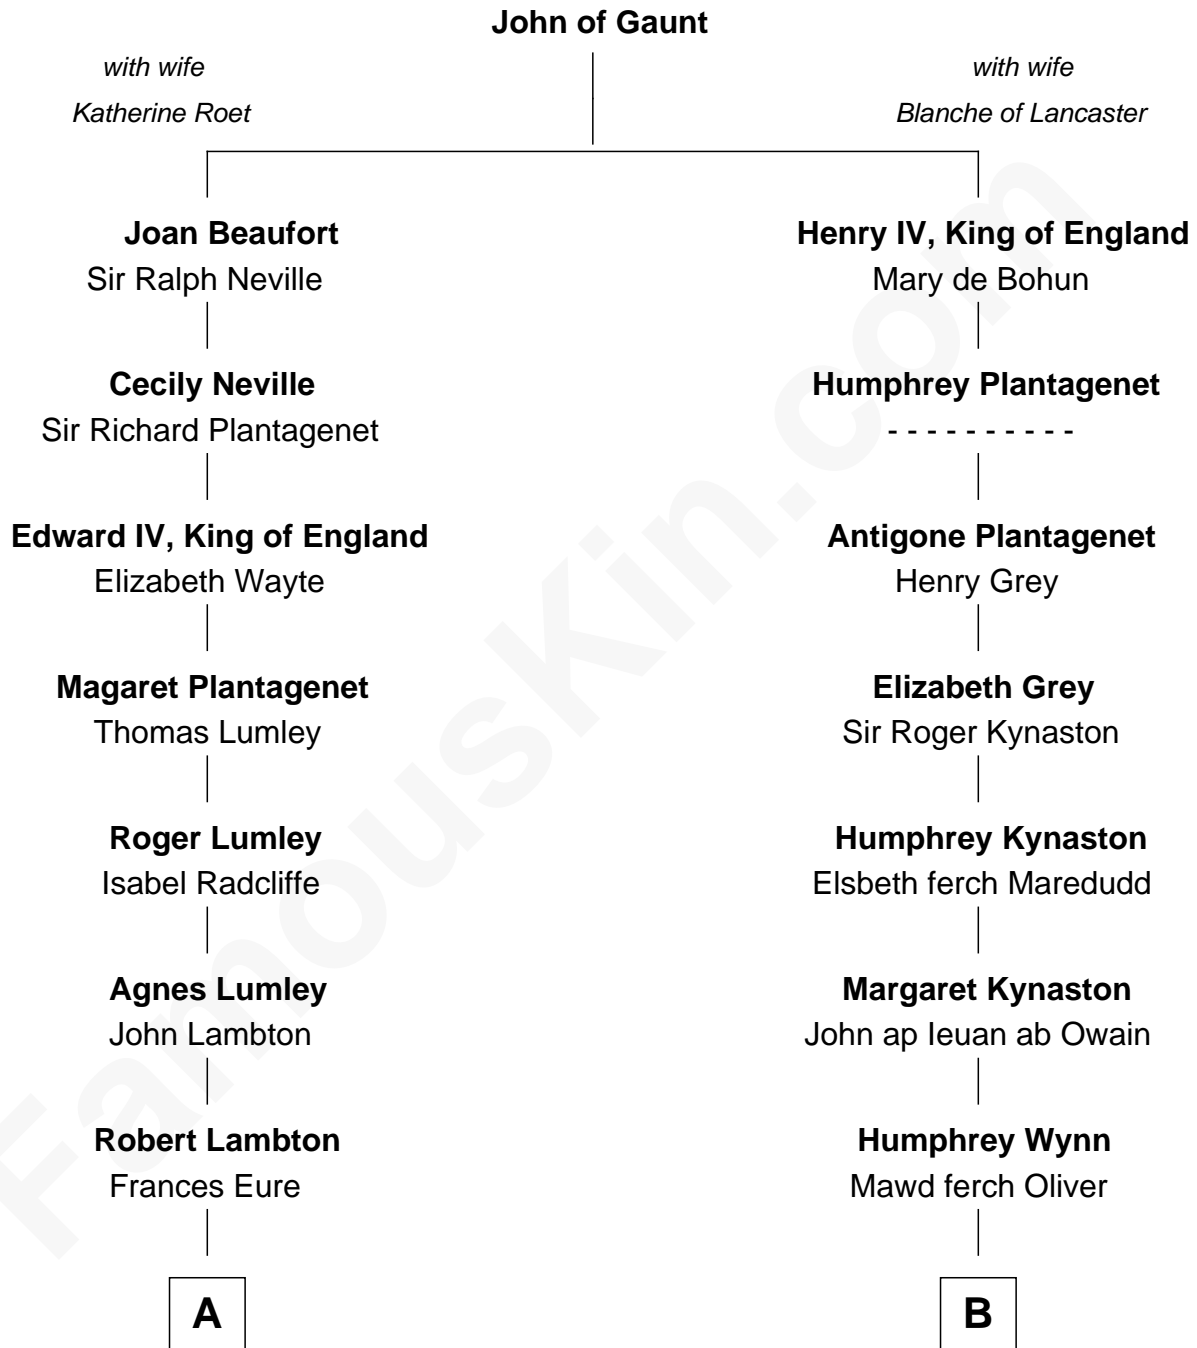 John of Gaunt
with wife
Katherine Roet
with wife
Blanche of Lancaster
Joan Beaufort
Sir Ralph Neville
Henry IV, King of England
Mary de Bohun
Cecily Neville
Sir Richard Plantagenet
Humphrey Plantagenet
- - - - - - - - - -
Edward IV, King of England
Elizabeth Wayte
Antigone Plantagenet
Henry Grey
Magaret Plantagenet
Thomas Lumley
Elizabeth Grey
Sir Roger Kynaston
Roger Lumley
Isabel Radcliffe
Humphrey Kynaston
Elsbeth ferch Maredudd
Agnes Lumley
John Lambton
Margaret Kynaston
John ap Ieuan ab Owain
Robert Lambton
Frances Eure
Humphrey Wynn
Mawd ferch Oliver
A
B
FamousKin.com